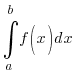 ∫_a^b f(x)dx